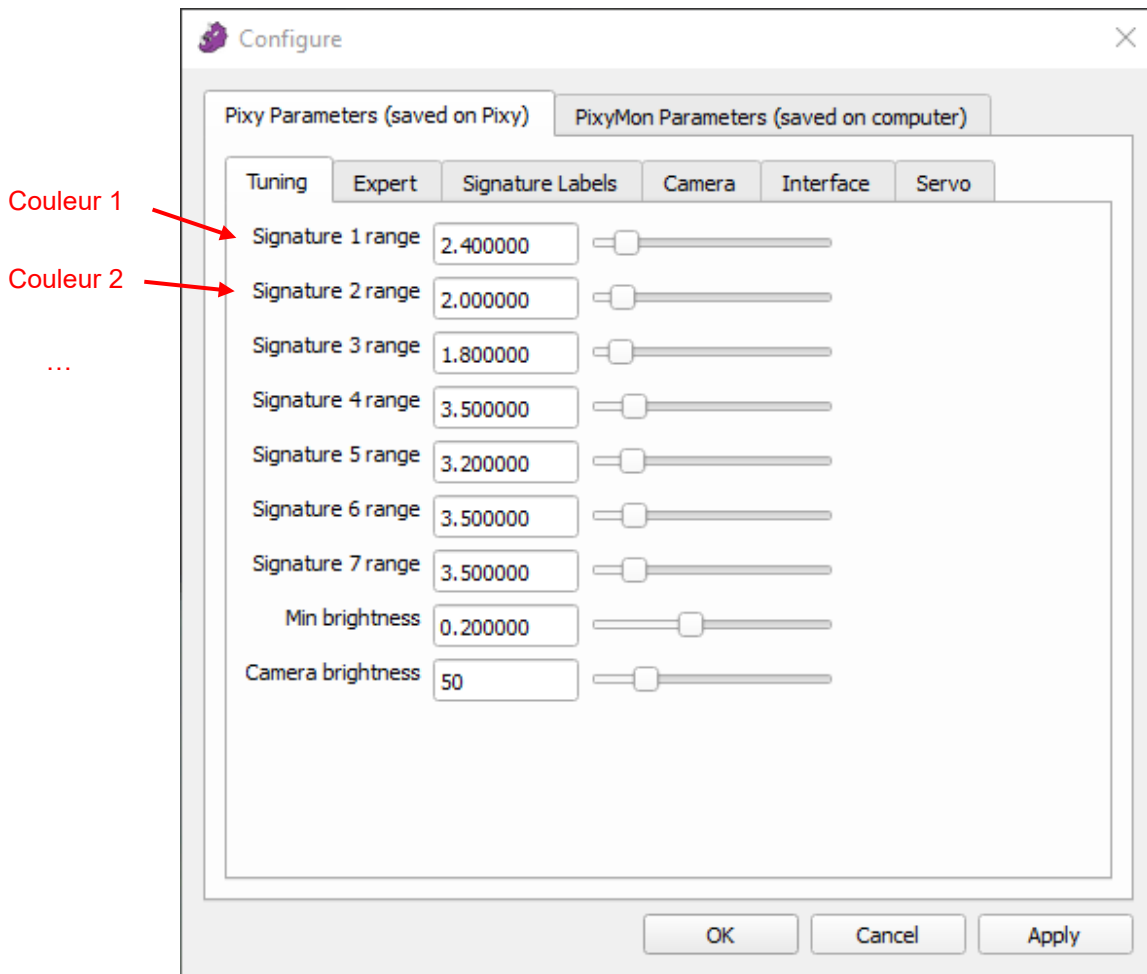 Configure
Pixy Parameters (saved on Pixy)
PixyMon Parameters (saved on computer)
Tuning
Expert
Signature Labels
Camera
Interface
Servo
Couleur 1
Signature 1 range
2.400000
Couleur 2
Signature 2 range
2.000000
Signature 3 range
1.800000
…
Signature 4 range
3.500000
Signature 5 range
3.200000
Signature 6 range
3.500000
Signature 7 range
3.500000
Min brightness
0.200000
Camera brightness
50
OK
Cancel
Apply